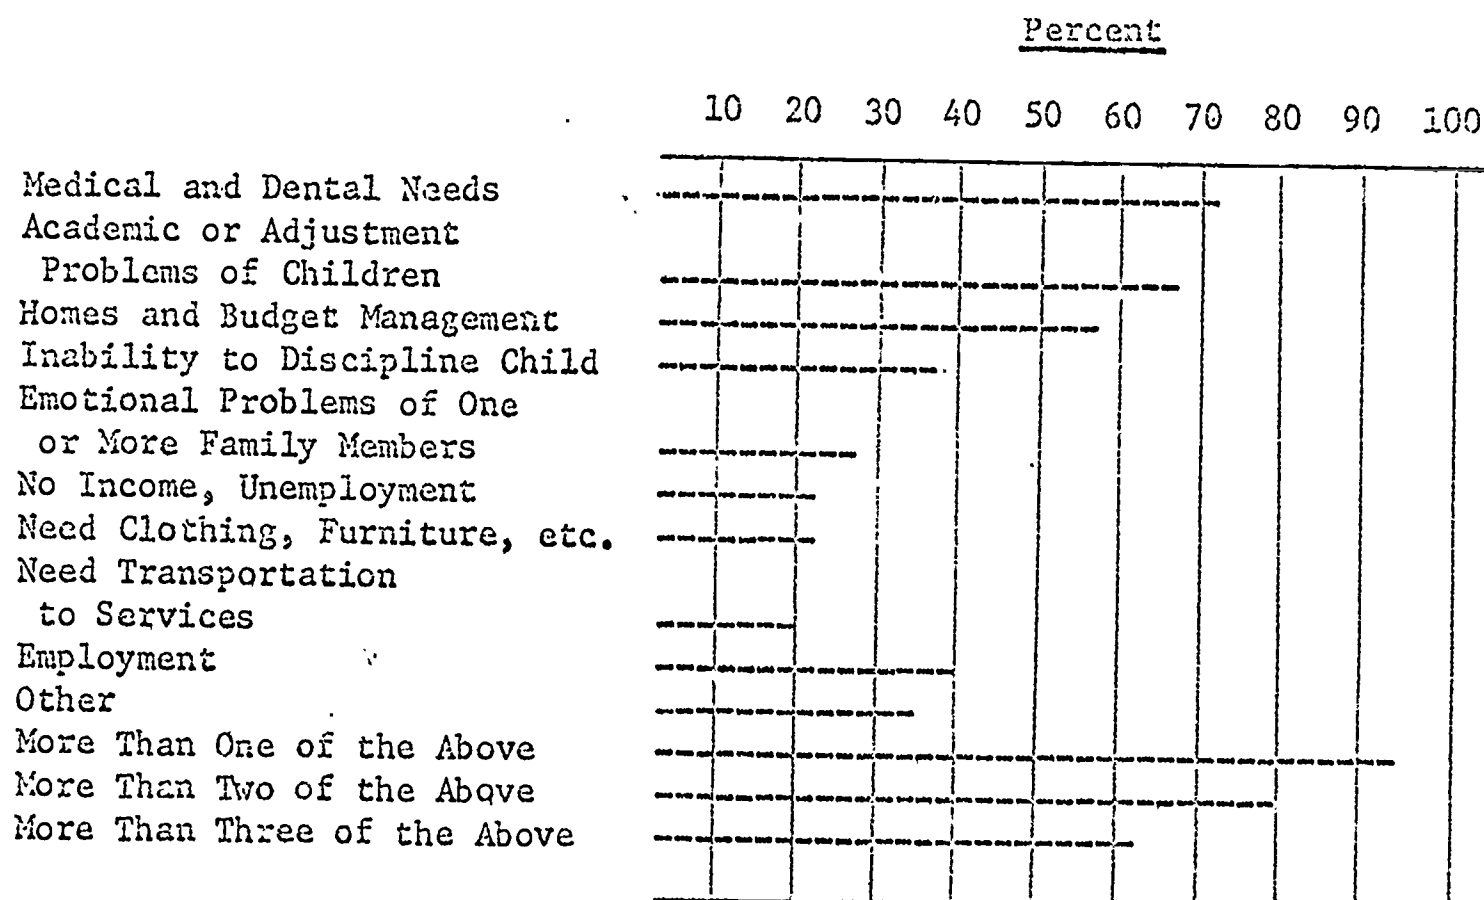 Percent
10 20 30 40 50 60 70 80 90 100
Medical and Dental Needs
Academic or Adjustment
Problems of Children
Homes and Budget Management
Inability to Discipline Child
Emotional Problems of One
or More Family Members
No Income, Unemployment
Need Clothing, Furniture, etc.
Need Transportation
to Services
Employment
Other
More Than One of the Above
More Than Two of the Above
More Than Three of the Above